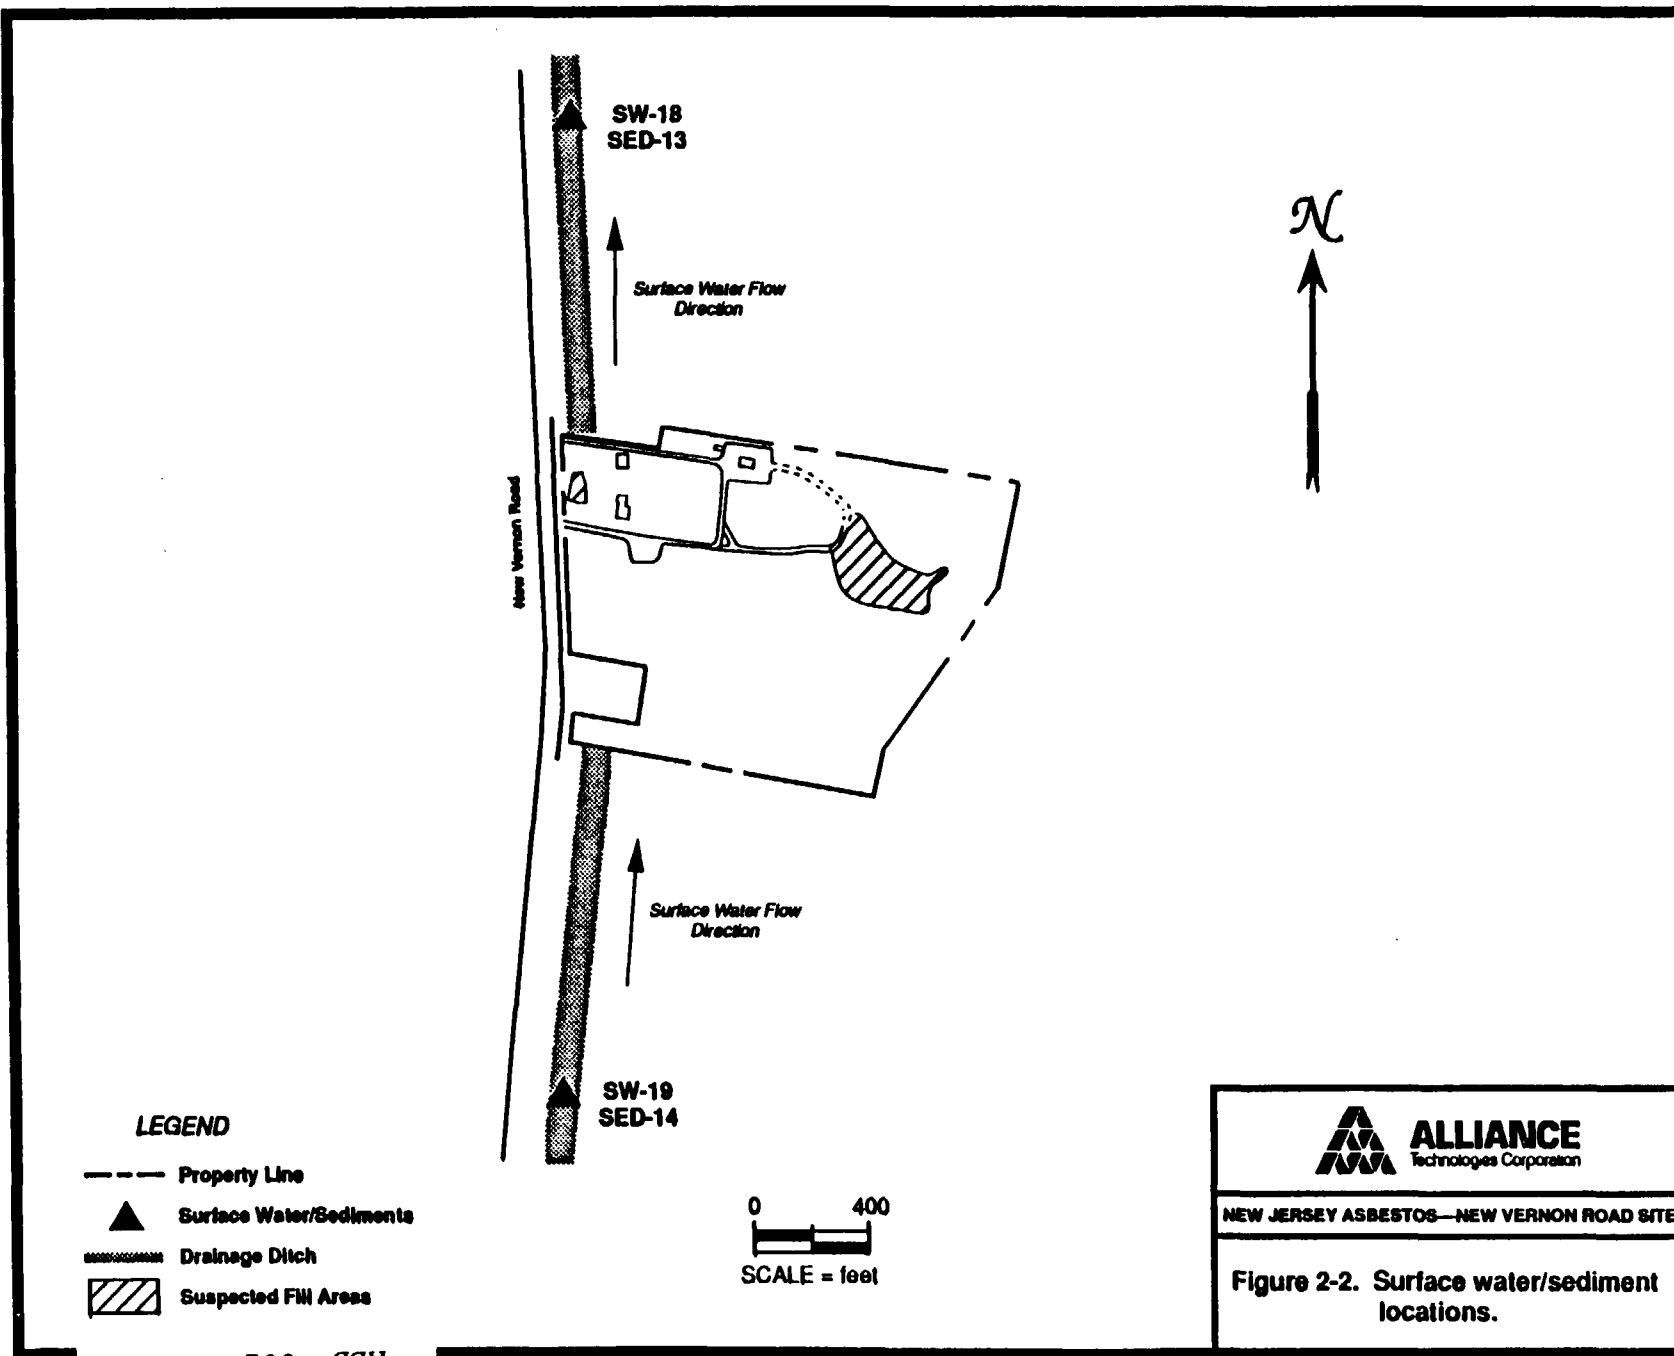 SW-18
SED-13
N
Surface Water Flow
Direction
New Vernon Road
Surface Water Flow
Direction
SW-19
SED-14
LEGEND
Property Line
Surface Water/Sediments
Drainage Ditch
Suspected Fill Areas
0 400
SCALE = feet
ALLIANCE
Technologies Corporation
NEW JERSEY ASBESTOS—NEW VERNON ROAD SITE
Figure 2-2. Surface water/sediment
locations.